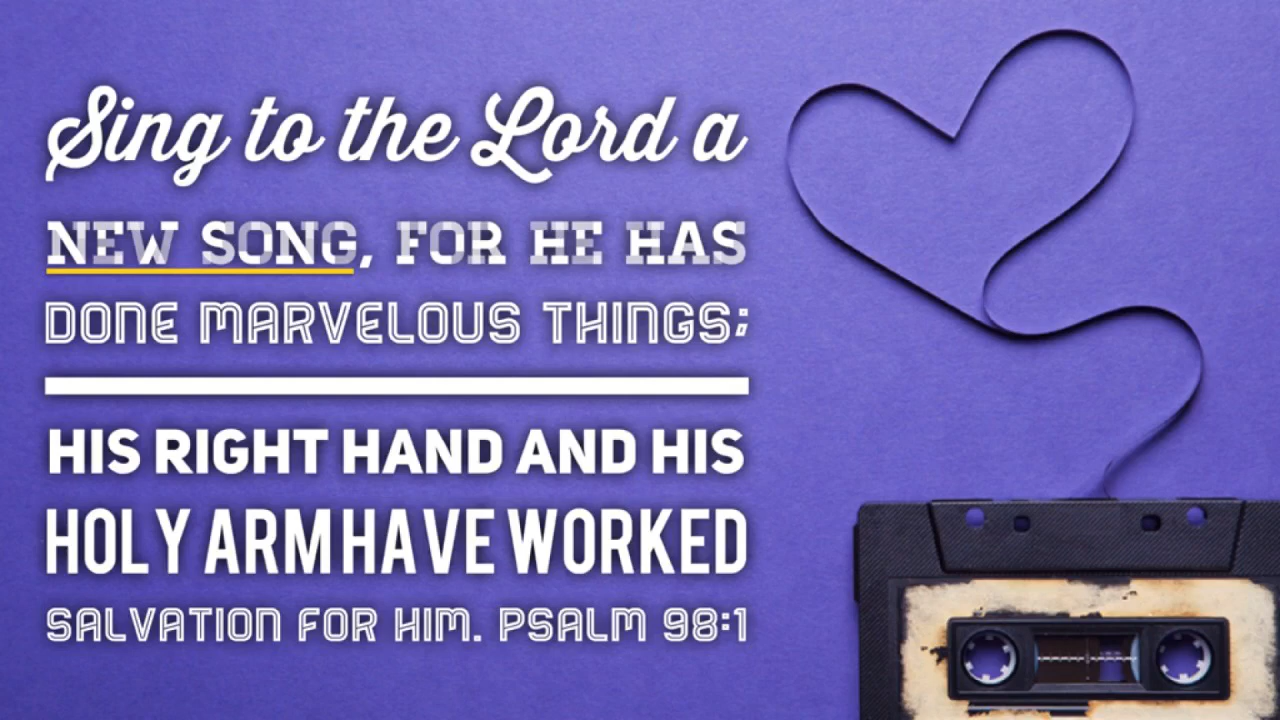 Sing to the Lord a
NEW SONG, FOR HE HAS
DONE MARVELOUS THINGS;
HIS RIGHT HAND AND HIS
HOLY ARM HAVE WORKED
SALVATION FOR HIM. PSALM 98:1